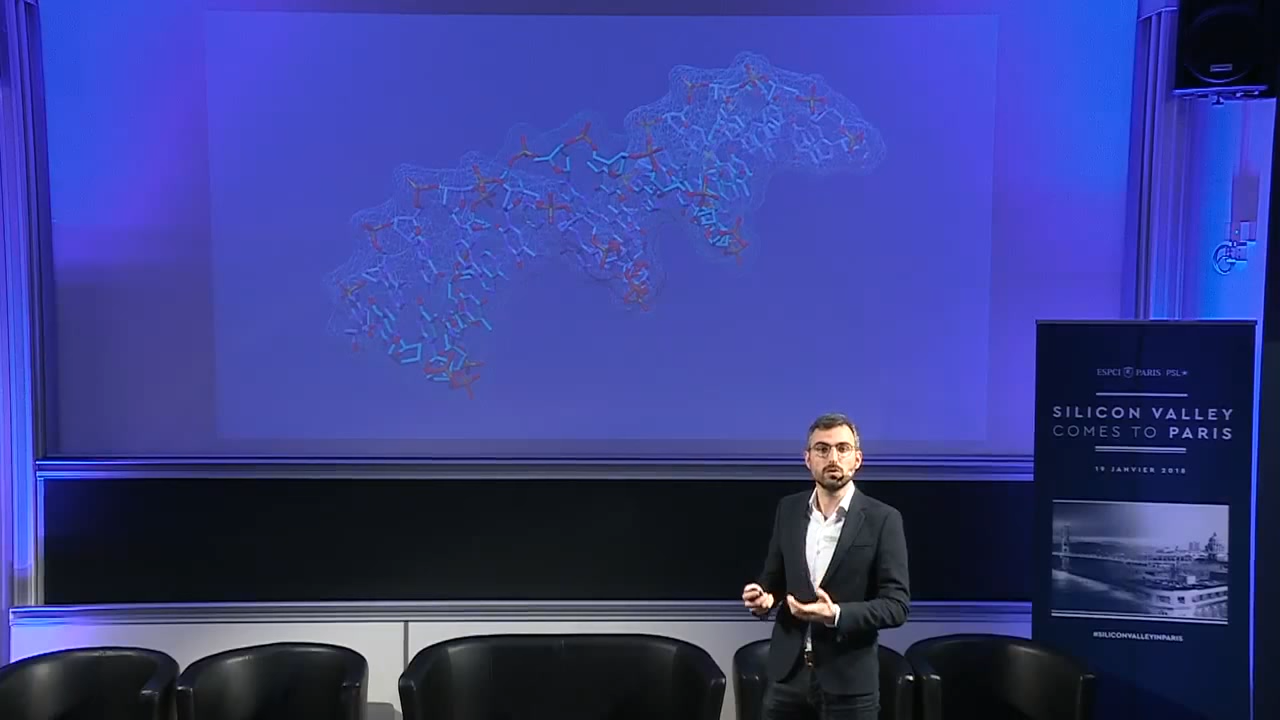 ESPCI PARIS PSL★
SILICON VALLEY
COMES TO PARIS
19 JANVIER 2018
#SILICONVALLEYINPARIS